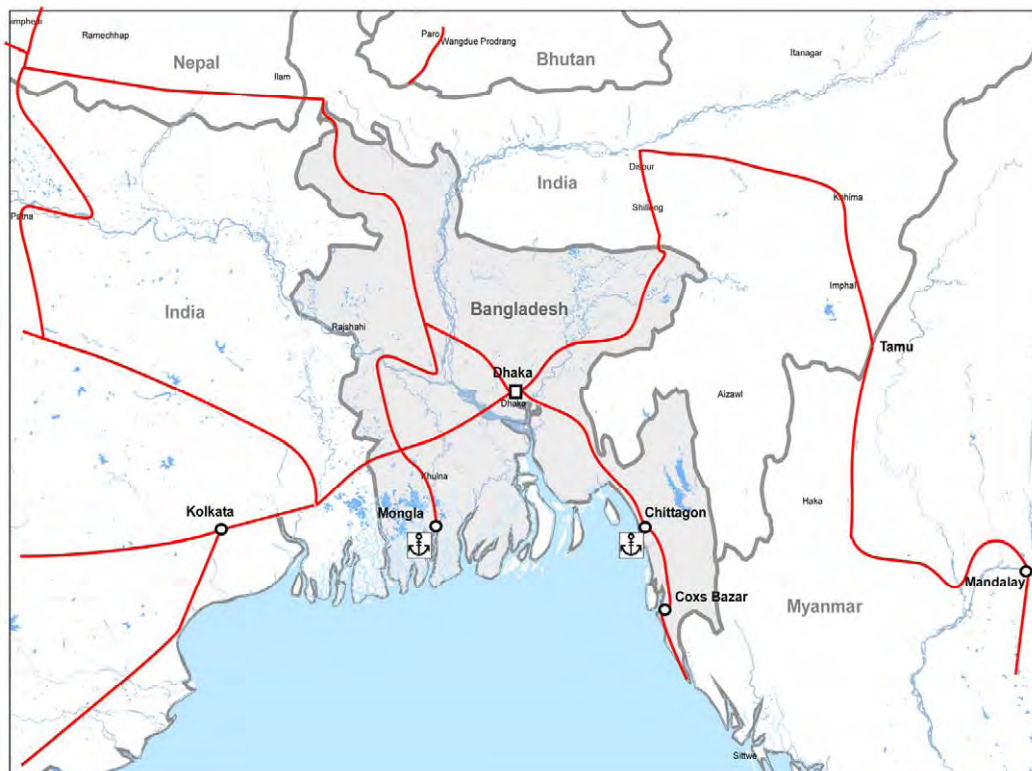 Ramechhap
Nepal
Ilam
Paro
Wangdue Prodrang
Bhutan
Itanagar
Dispur
India
Shillong
Kohima
Patna
India
Rajshahi
Bangladesh
Imphal
Tamu
Dhaka
Dhaka
Aizawl
Khulna
Haka
Kolkata
Mongla
Chittagon
Mandalay
Coxs Bazar
Myanmar
Sittwe